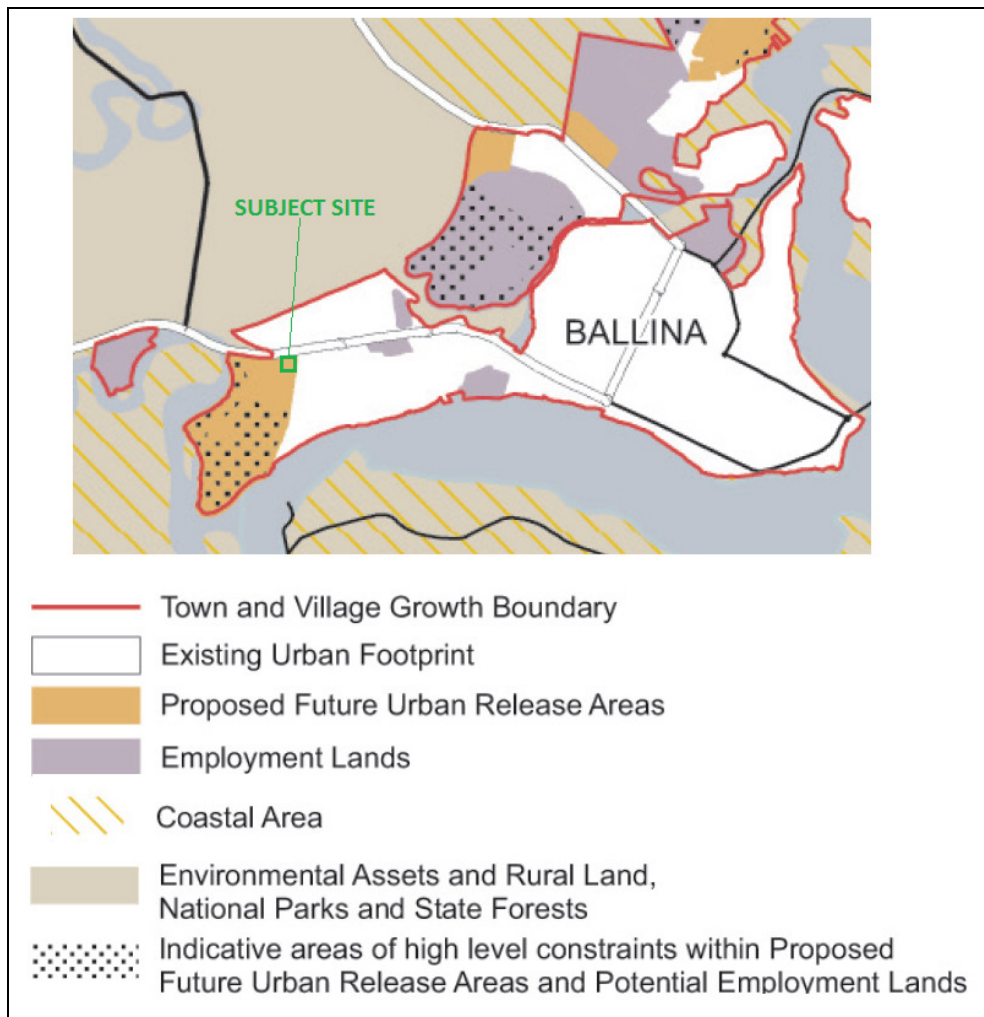 SUBJECT SITE
BALLINA
Town and Village Growth Boundary
Existing Urban Footprint
Proposed Future Urban Release Areas
Employment Lands
Coastal Area
Environmental Assets and Rural Land,
National Parks and State Forests
Indicative areas of high level constraints within Proposed
Future Urban Release Areas and Potential Employment Lands